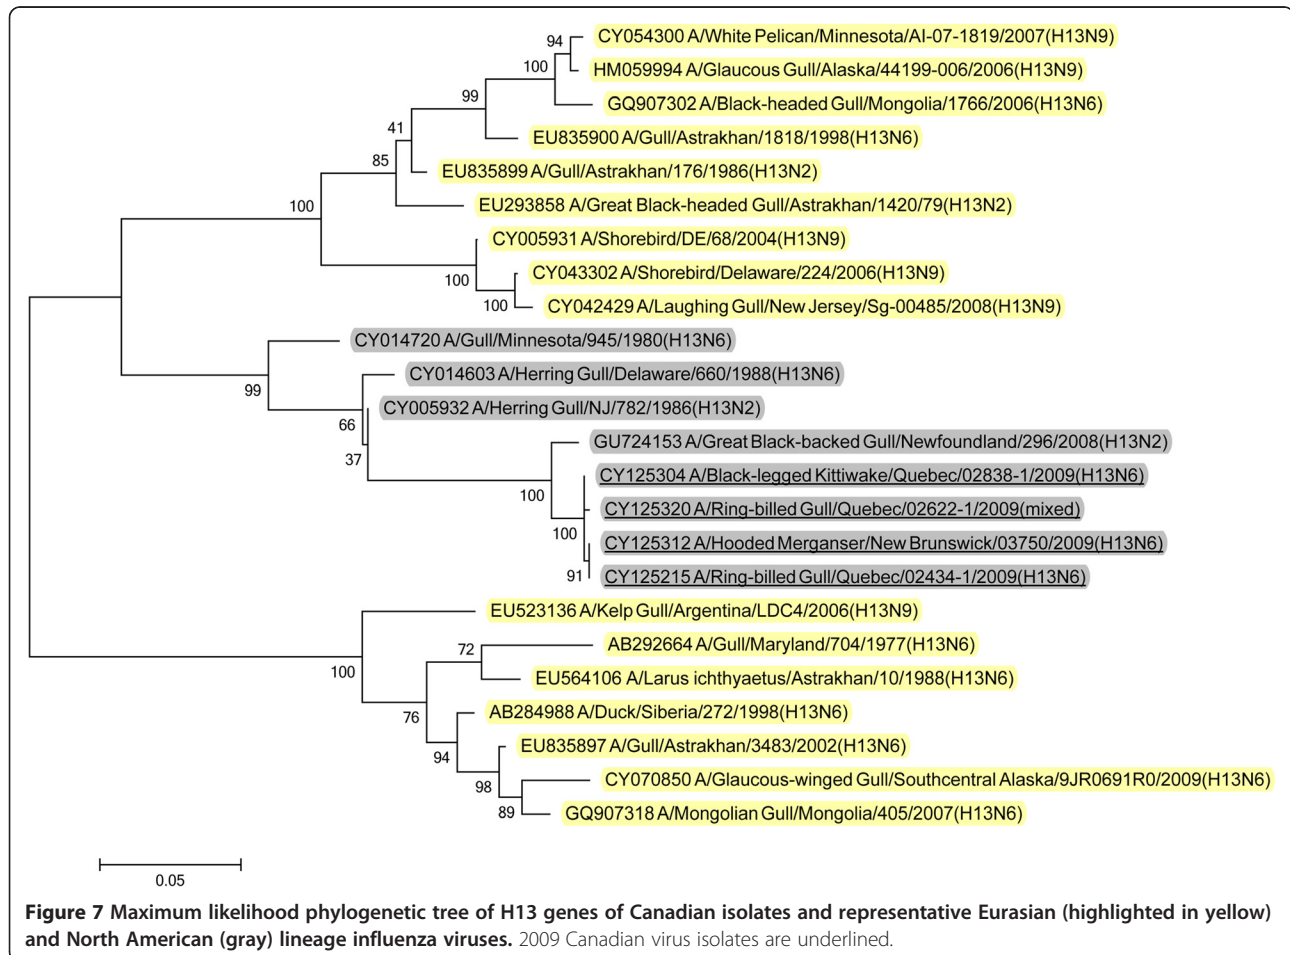 94
CY054300 A/White Pelican/Minnesota/AI-07-1819/2007(H13N9)
100
HM059994 A/Glaucous Gull/Alaska/44199-006/2006(H13N9)
99
GQ907302 A/Black-headed Gull/Mongolia/1766/2006(H13N6)
41
EU835900 A/Gull/Astrakhan/1818/1998(H13N6)
85
EU835899 A/Gull/Astrakhan/176/1986(H13N2)
100
EU293858 A/Great Black-headed Gull/Astrakhan/1420/79(H13N2)
CY005931 A/Shorebird/DE/68/2004(H13N9)
100
CY043302 A/Shorebird/Delaware/224/2006(H13N9)
100
CY042429 A/Laughing Gull/New Jersey/Sg-00485/2008(H13N9)
CY014720 A/Gull/Minnesota/945/1980(H13N6)
99
CY014603 A/Herring Gull/Delaware/660/1988(H13N6)
CY005932 A/Herring Gull/NJ/782/1986(H13N2)
66
GU724153 A/Great Black-backed Gull/Newfoundland/296/2008(H13N2)
37
CY125304 A/Black-legged Kittiwake/Quebec/02838-1/2009(H13N6)
100
CY125320 A/Ring-billed Gull/Quebec/02622-1/2009(mixed)
100
CY125312 A/Hooded Merganser/New Brunswick/03750/2009(H13N6)
91
CY125215 A/Ring-billed Gull/Quebec/02434-1/2009(H13N6)
EU523136 A/Kelp Gull/Argentina/LDC4/2006(H13N9)
72
AB292664 A/Gull/Maryland/704/1977(H13N6)
100
EU564106 A/Larus ichthyaetus/Astrakhan/10/1988(H13N6)
76
AB284988 A/Duck/Siberia/272/1998(H13N6)
94
EU835897 A/Gull/Astrakhan/3483/2002(H13N6)
98
CY070850 A/Glaucous-winged Gull/Southcentral Alaska/9JR0691R0/2009(H13N6)
89
GQ907318 A/Mongolian Gull/Mongolia/405/2007(H13N6)
0.05
Figure 7 Maximum likelihood phylogenetic tree of H13 genes of Canadian isolates and representative Eurasian (highlighted in yellow)
and North American (gray) lineage influenza viruses. 2009 Canadian virus isolates are underlined.